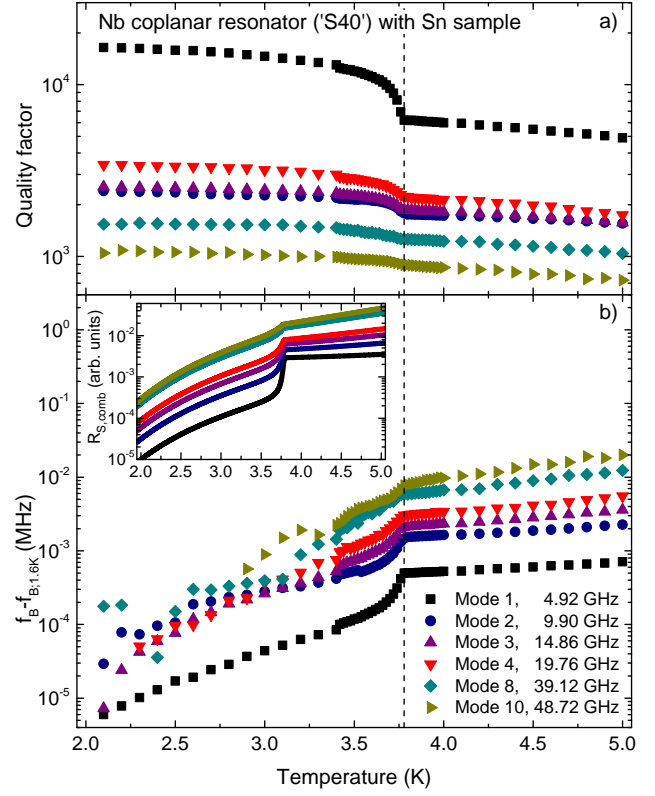 Nb coplanar resonator ('S40') with Sn sample
a)
10⁴
10³
Quality factor
b)
2.0 2.5 3.0 3.5 4.0 4.5 5.0
10⁻¹
10⁻²
10⁻³
10⁻⁴
10⁻⁵
R_S,comb (arb. units)
10⁰
10⁻¹
10⁻²
10⁻³
10⁻⁴
10⁻⁵
f_B-f_B;1.6K (MHz)
Mode 1, 4.92 GHz
Mode 2, 9.90 GHz
Mode 3, 14.86 GHz
Mode 4, 19.76 GHz
Mode 8, 39.12 GHz
Mode 10, 48.72 GHz
2.0 2.5 3.0 3.5 4.0 4.5 5.0
Temperature (K)